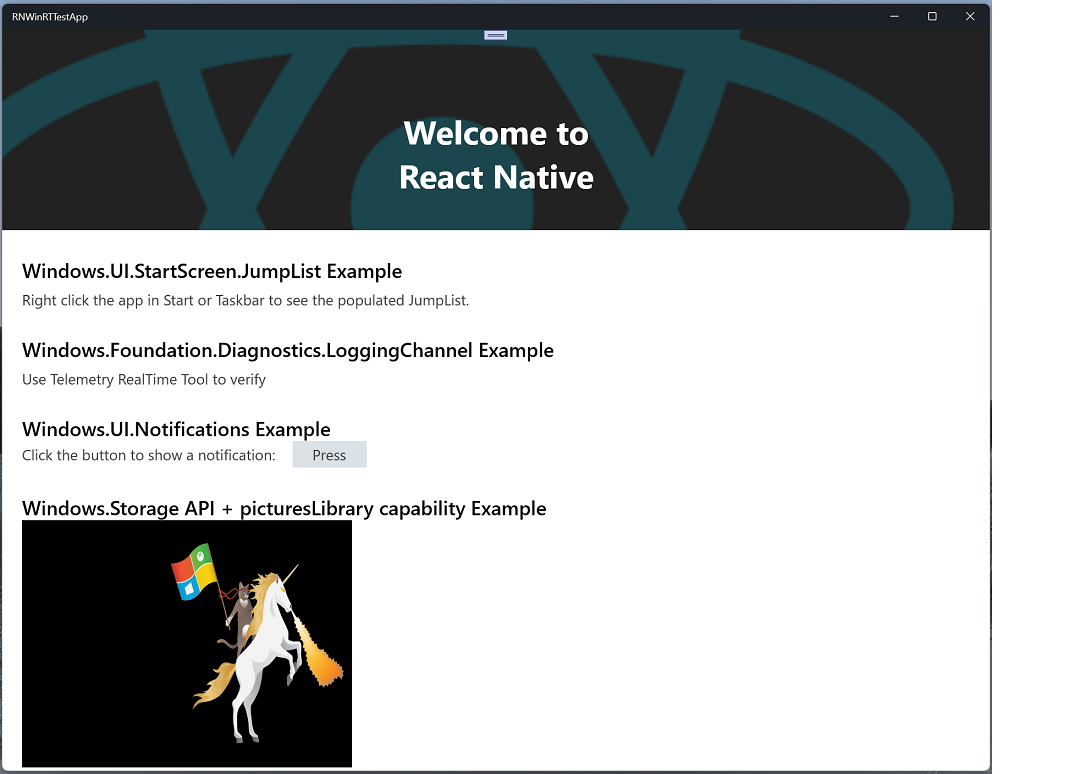 RNWinRTTestApp
Welcome to
React Native
Windows.UI.StartScreen.JumpList Example
Right click the app in Start or Taskbar to see the populated JumpList.
Windows.Foundation.Diagnostics.LoggingChannel Example
Use Telemetry RealTime Tool to verify
Windows.UI.Notifications Example
Click the button to show a notification: Press
Windows.Storage API + picturesLibrary capability Example